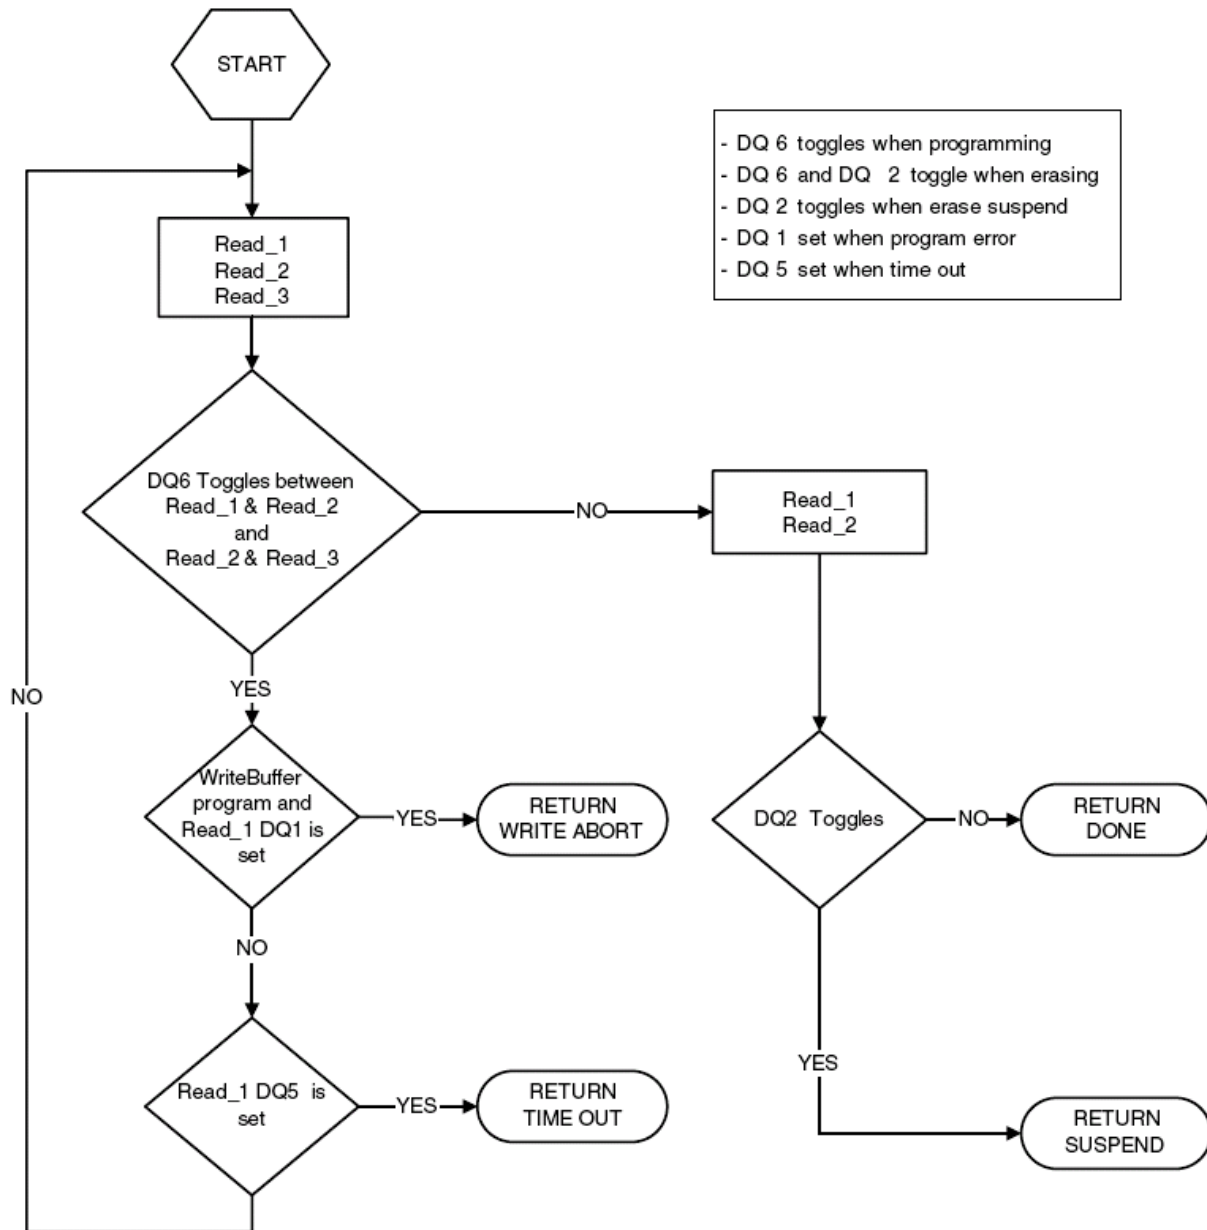 START
- DQ 6 toggles when programming
- DQ 6 and DQ 2 toggle when erasing
- DQ 2 toggles when erase suspend
- DQ 1 set when program error
- DQ 5 set when time out
Read_1
Read_2
Read_3
DQ6 Toggles between
Read_1 & Read_2
and
Read_2 & Read_3
NO
Read_1
Read_2
YES
NO
WriteBuffer
program and
Read_1 DQ1 is
set
YES
RETURN
WRITE ABORT
DQ2 Toggles
NO
RETURN
DONE
NO
YES
Read_1 DQ5 is
set
YES
RETURN
TIME OUT
RETURN
SUSPEND